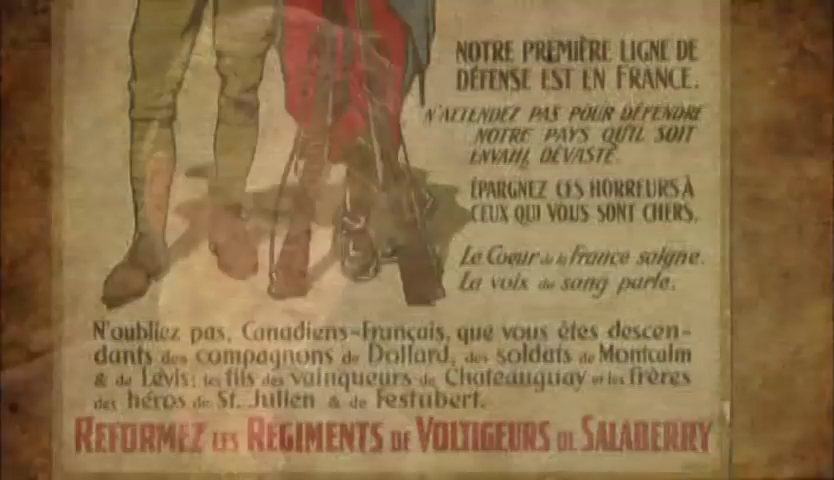 NOTRE PREMIÈRE LIGNE DE
DÉFENSE EST EN FRANCE.
N'ATTENDEZ PAS POUR DÉFENDRE
NOTRE PAYS QU'IL SOIT
ENVAHI, DÉVASTÉ.
ÉPARGNEZ CES HORREURS À
CEUX QUI VOUS SONT CHERS.
Le Coeur de la France saigne.
La voix du sang parle.
N'oubliez pas, Canadiens-Français, que vous êtes descen-
dants des compagnons de Dollard, des soldats de Montcalm
& de Lévis; les fils des vainqueurs de Chateauguay et les frères
des héros de St. Julien & de Festubert.
REFORMEZ LES REGIMENTS DE VOLTIGEURS DE SALABERRY